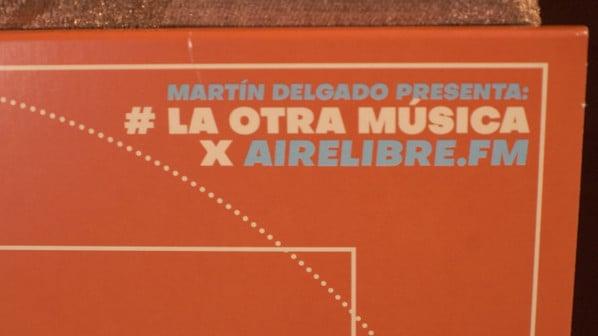 MARTÍN DELGADO PRESENTA:
# LA OTRA MÚSICA
X AIRELIBRE.FM